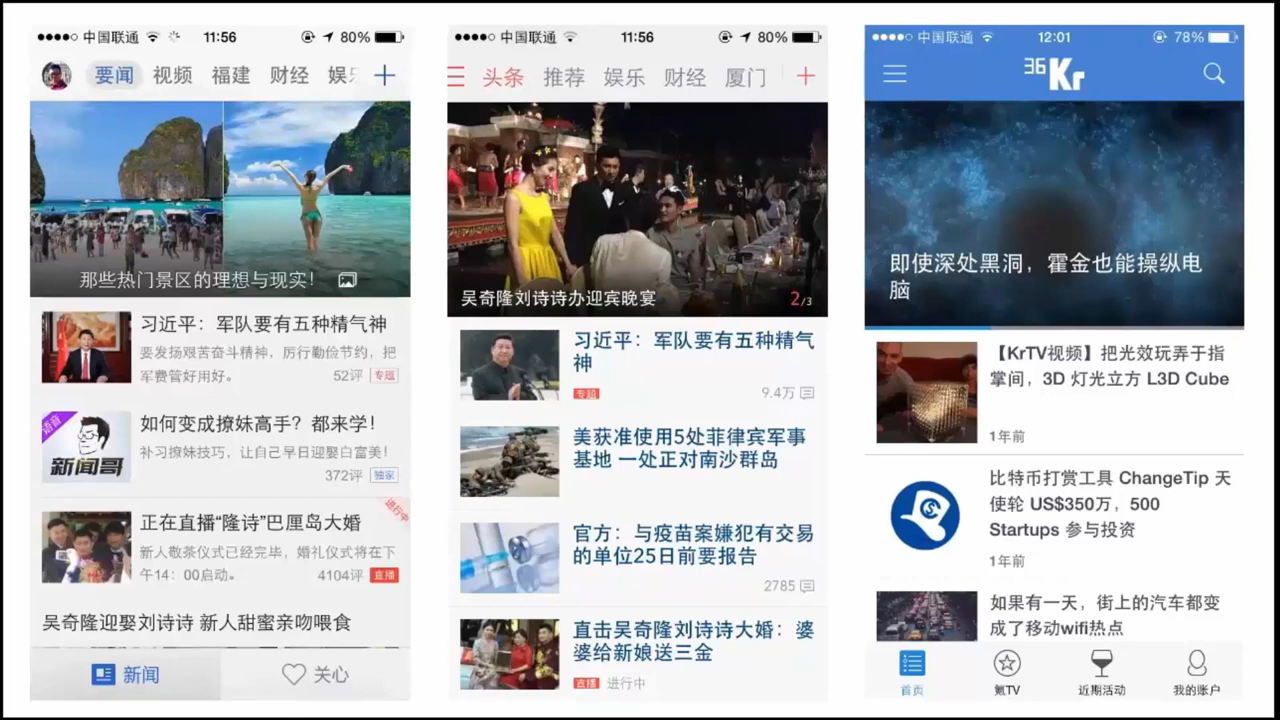 中国联通
11:56
80%
要闻
视频
福建
财经
娱乐
那些热门景区的理想与现实！
习近平：军队要有五种精气神
要发扬艰苦奋斗精神，厉行勤俭节约，把
军费管好用好。
52评
专题
语音
新闻哥
如何变成撩妹高手？都来学！
补习撩妹技巧，让自己早日迎娶白富美！
372评
独家
进行中
正在直播“隆诗”巴厘岛大婚
新人敬茶仪式已经完毕，婚礼仪式将在下
午14：00启动。
4104评
直播
吴奇隆迎娶刘诗诗 新人甜蜜亲吻喂食
新闻
关心
中国联通
11:56
80%
头条
推荐
娱乐
财经
厦门
吴奇隆刘诗诗办迎宾晚宴
2/3
习近平：军队要有五种精气
神
专题
9.4万
美获准使用5处菲律宾军事
基地 一处正对南沙群岛
官方：与疫苗案嫌犯有交易
的单位25日前要报告
2785
直击吴奇隆刘诗诗大婚：婆
婆给新娘送三金
直播 进行中
中国联通
12:01
78%
36Kr
即使深处黑洞，霍金也能操纵电
脑
【KrTV视频】把光效玩弄于指
掌间，3D 灯光立方 L3D Cube
1年前
比特币打赏工具 ChangeTip 天
使轮 US$350万，500
Startups 参与投资
1年前
如果有一天，街上的汽车都变
成了移动wifi热点
首页
氪TV
近期活动
我的账户